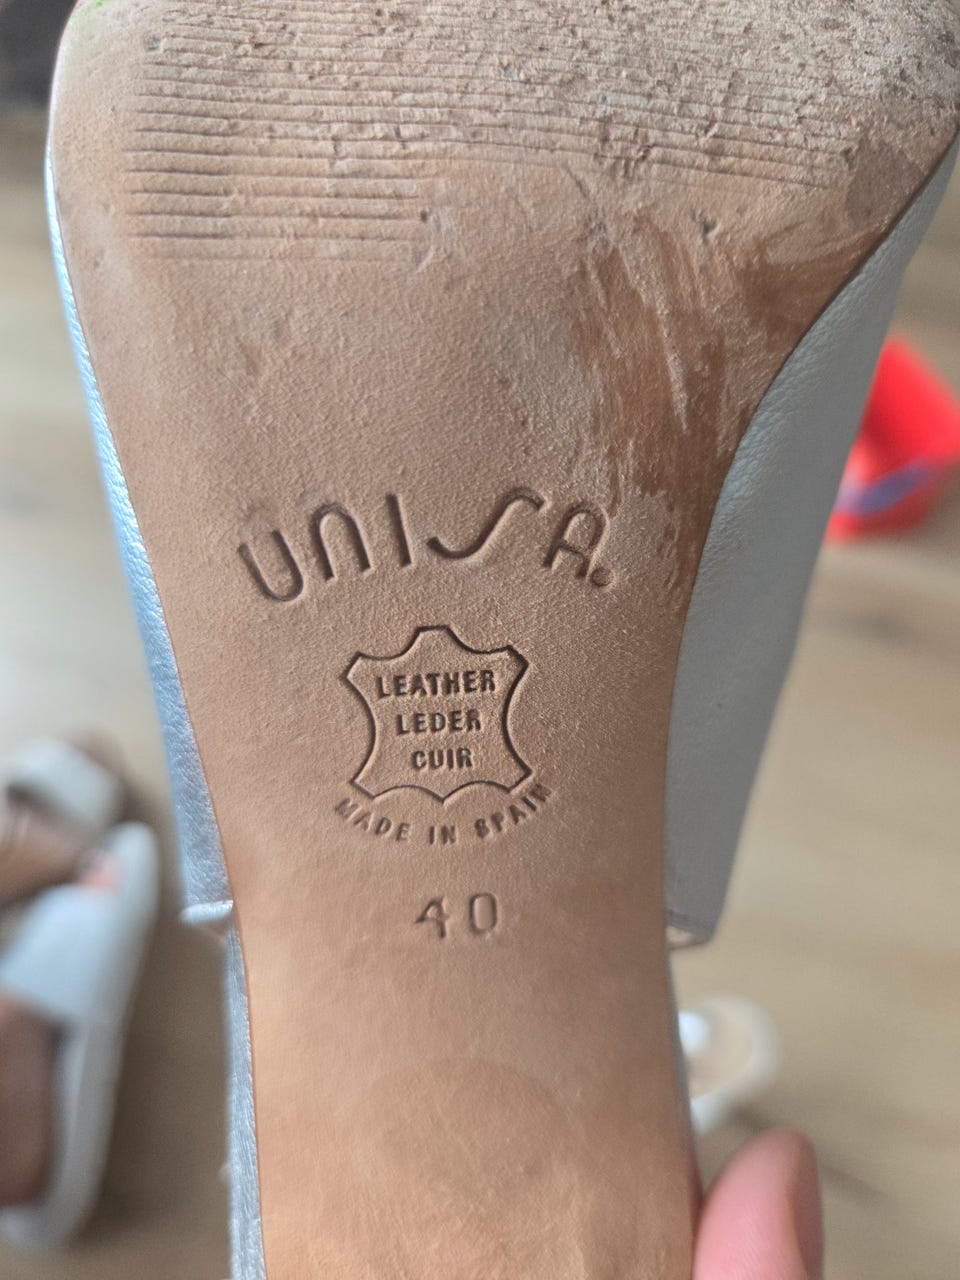 UNISA.
LEATHER
LEDER
CUIR
MADE IN SPAIN
40